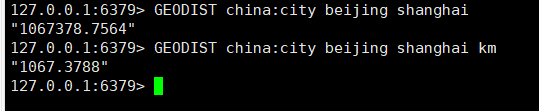 127.0.0.1:6379> GEODIST china:city beijing shanghai
"1067378.7564"
127.0.0.1:6379> GEODIST china:city beijing shanghai km
"1067.3788"
127.0.0.1:6379>